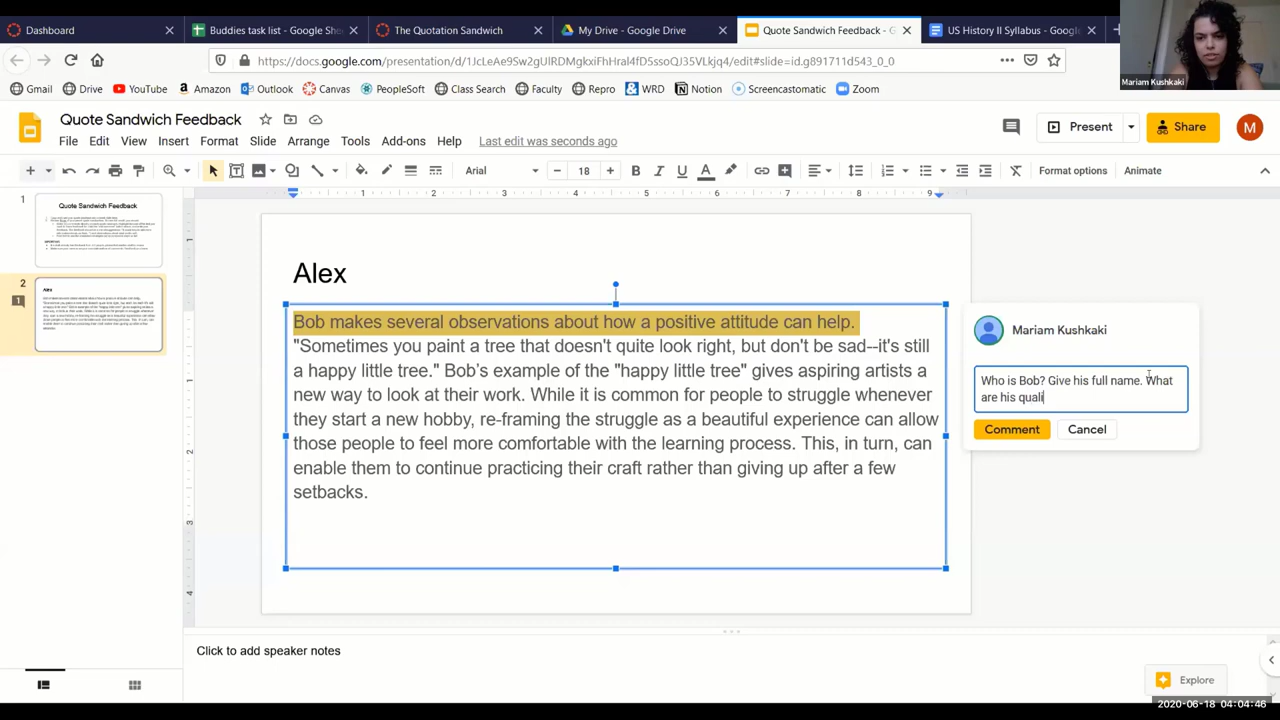 Dashboard
Buddies task list - Google She
The Quotation Sandwich
My Drive - Google Drive
Quote Sandwich Feedback - G
US History II Syllabus - Google
https://docs.google.com/presentation/d/1JcLeAe9Sw2gUlRDMgkxiFhHraI4fD5ssoQJ35VLkjq4/edit#slide=id.g891711d543_0_0
Gmail
Drive
YouTube
Amazon
Outlook
Canvas
PeopleSoft
Class Search
Faculty
Repro
WRD
Notion
Screencastomatic
Zoom
Mariam Kushkaki
Quote Sandwich Feedback
File Edit View Insert Format Slide Arrange Tools Add-ons Help Last edit was seconds ago
Present
Share
M
Arial
18
Format options
Animate
1
Quote Sandwich Feedback
2
Alex
1
Alex
Bob makes several observations about how a positive attitude can help.
"Sometimes you paint a tree that doesn't quite look right, but don't be sad--it's still
a happy little tree." Bob's example of the "happy little tree" gives aspiring artists a
new way to look at their work. While it is common for people to struggle whenever
they start a new hobby, re-framing the struggle as a beautiful experience can allow
those people to feel more comfortable with the learning process. This, in turn, can
enable them to continue practicing their craft rather than giving up after a few
setbacks.
Mariam Kushkaki
Who is Bob? Give his full name. What
are his quali
Comment
Cancel
Click to add speaker notes
Explore
2020-06-18 04:04:46